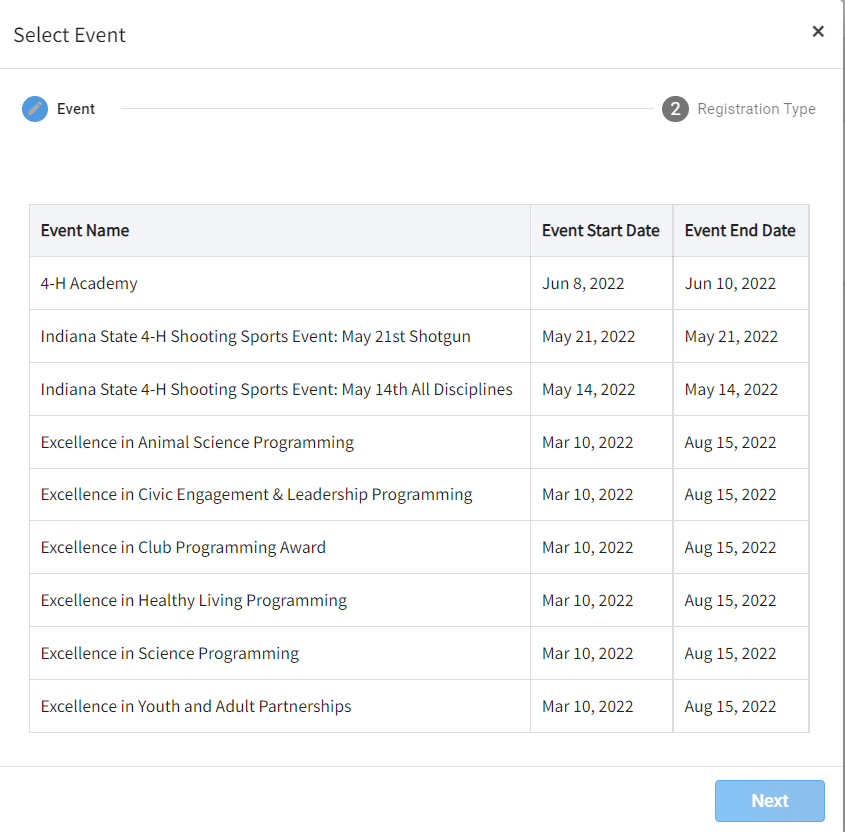 Select Event
×
Event
2 Registration Type
Event Name Event Start Date Event End Date
4-H Academy Jun 8, 2022 Jun 10, 2022
Indiana State 4-H Shooting Sports Event: May 21st Shotgun May 21, 2022 May 21, 2022
Indiana State 4-H Shooting Sports Event: May 14th All Disciplines May 14, 2022 May 14, 2022
Excellence in Animal Science Programming Mar 10, 2022 Aug 15, 2022
Excellence in Civic Engagement & Leadership Programming Mar 10, 2022 Aug 15, 2022
Excellence in Club Programming Award Mar 10, 2022 Aug 15, 2022
Excellence in Healthy Living Programming Mar 10, 2022 Aug 15, 2022
Excellence in Science Programming Mar 10, 2022 Aug 15, 2022
Excellence in Youth and Adult Partnerships Mar 10, 2022 Aug 15, 2022
Next